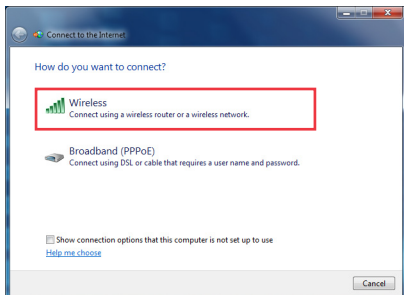 Connect to the Internet
How do you want to connect?
Wireless
Connect using a wireless router or a wireless network.
Broadband (PPPoE)
Connect using DSL or cable that requires a user name and password.
Show connection options that this computer is not set up to use
Help me choose
Cancel